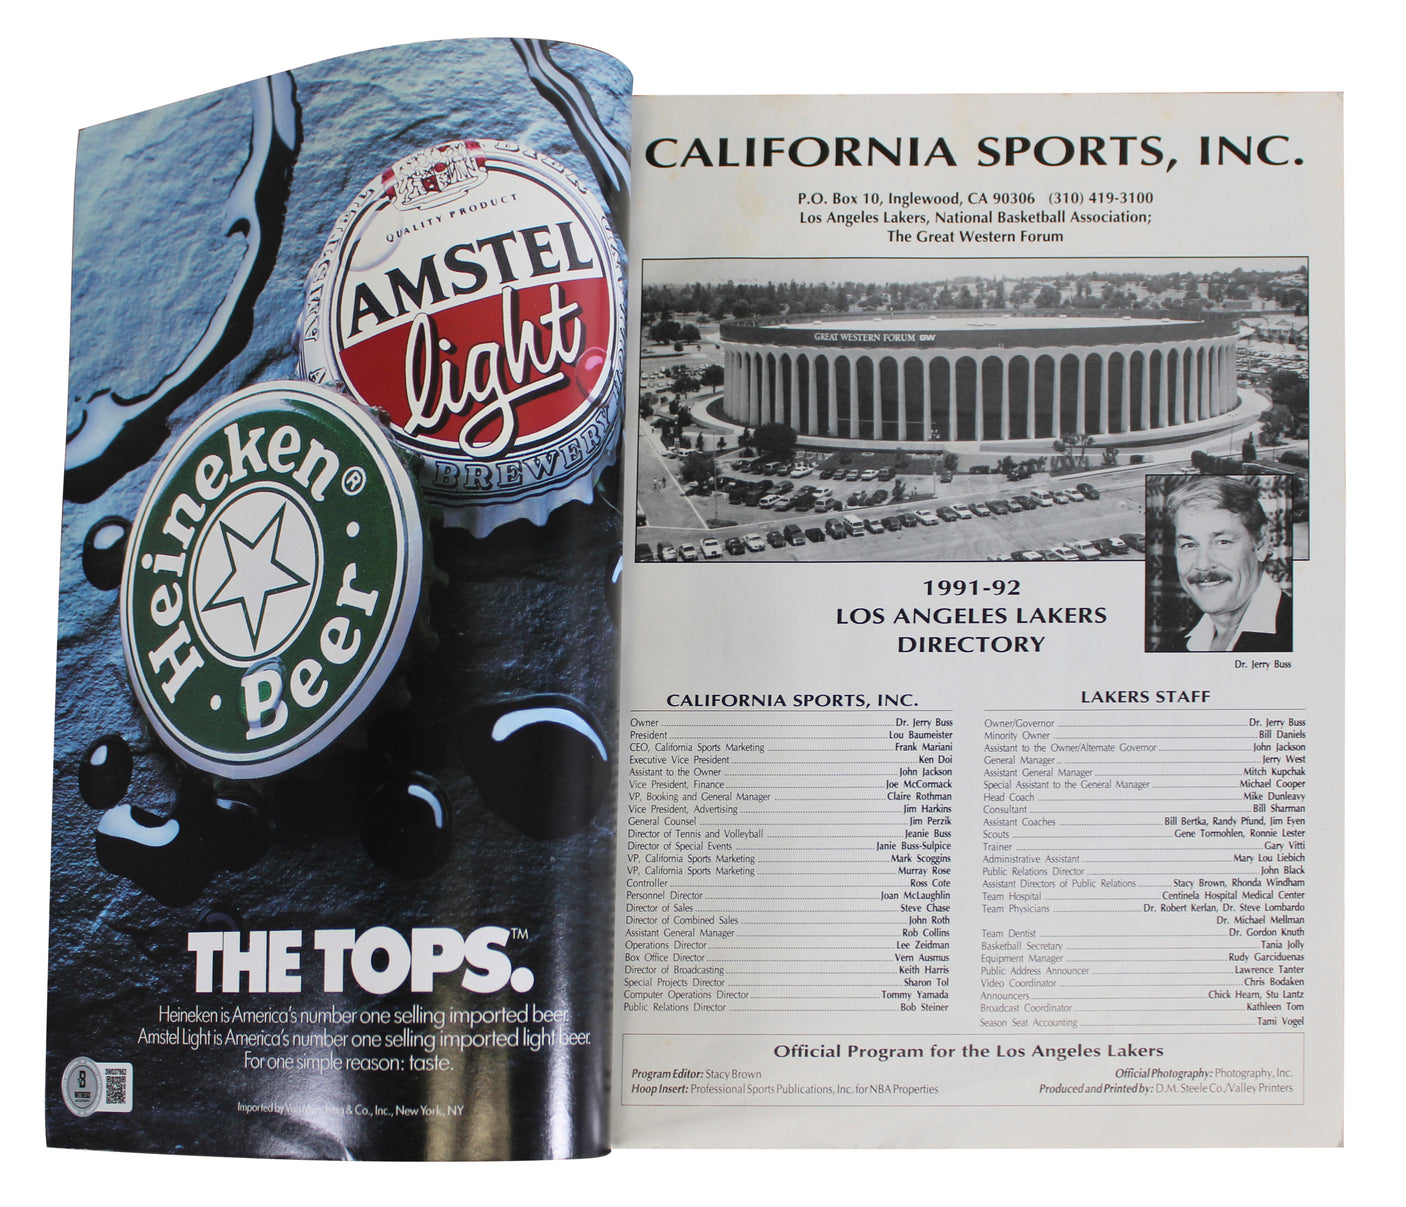 QUALITY PRODUCT
AMSTEL
light
BREWERY
Heineken®
Beer
THE TOPS.™
Heineken is America's number one selling imported beer.
Amstel Light is America's number one selling imported light beer.
For one simple reason: taste.
Imported by & Co., Inc., New York, NY
WITNESS
CALIFORNIA SPORTS, INC.
P.O. Box 10, Inglewood, CA 90306 (310) 419-3100
Los Angeles Lakers, National Basketball Association;
The Great Western Forum
GREAT WESTERN FORUM GW
1991-92
LOS ANGELES LAKERS
DIRECTORY
Dr. Jerry Buss
CALIFORNIA SPORTS, INC.
Owner Dr. Jerry Buss
President Lou Baumeister
CEO, California Sports Marketing Frank Mariani
Executive Vice President Ken Doi
Assistant to the Owner John Jackson
Vice President, Finance Joe McCormack
VP, Booking and General Manager Claire Rothman
Vice President, Advertising Jim Harkins
General Counsel Jim Perzik
Director of Tennis and Volleyball Jeanie Buss
Director of Special Events Janie Buss-Sulpice
VP, California Sports Marketing Mark Scoggins
VP, California Sports Marketing Murray Rose
Controller Ross Cote
Personnel Director Joan McLaughlin
Director of Sales Steve Chase
Director of Combined Sales John Roth
Assistant General Manager Rob Collins
Operations Director Lee Zeidman
Box Office Director Vern Ausmus
Director of Broadcasting Keith Harris
Special Projects Director Sharon Tol
Computer Operations Director Tommy Yamada
Public Relations Director Bob Steiner
LAKERS STAFF
Owner/Governor Dr. Jerry Buss
Minority Owner Bill Daniels
Assistant to the Owner/Alternate Governor John Jackson
General Manager Jerry West
Assistant General Manager Mitch Kupchak
Special Assistant to the General Manager Michael Cooper
Head Coach Mike Dunleavy
Consultant Bill Sharman
Assistant Coaches Bill Bertka, Randy Pfund, Jim Eyen
Scouts Gene Tormohlen, Ronnie Lester
Trainer Gary Vitti
Administrative Assistant Mary Lou Liebich
Public Relations Director John Black
Assistant Directors of Public Relations Stacy Brown, Rhonda Windham
Team Hospital Centinela Hospital Medical Center
Team Physicians Dr. Robert Kerlan, Dr. Steve Lombardo
Dr. Michael Mellman
Team Dentist Dr. Gordon Knuth
Basketball Secretary Tania Jolly
Equipment Manager Rudy Garciduenas
Public Address Announcer Lawrence Tanter
Video Coordinator Chris Bodaken
Announcers Chick Hearn, Stu Lantz
Broadcast Coordinator Kathleen Tom
Season Seat Accounting Tami Vogel
Official Program for the Los Angeles Lakers
Program Editor: Stacy Brown
Official Photography: Photography, Inc.
Hoop Insert: Professional Sports Publications, Inc. for NBA Properties
Produced and Printed by: D.M. Steele Co./Valley Printers